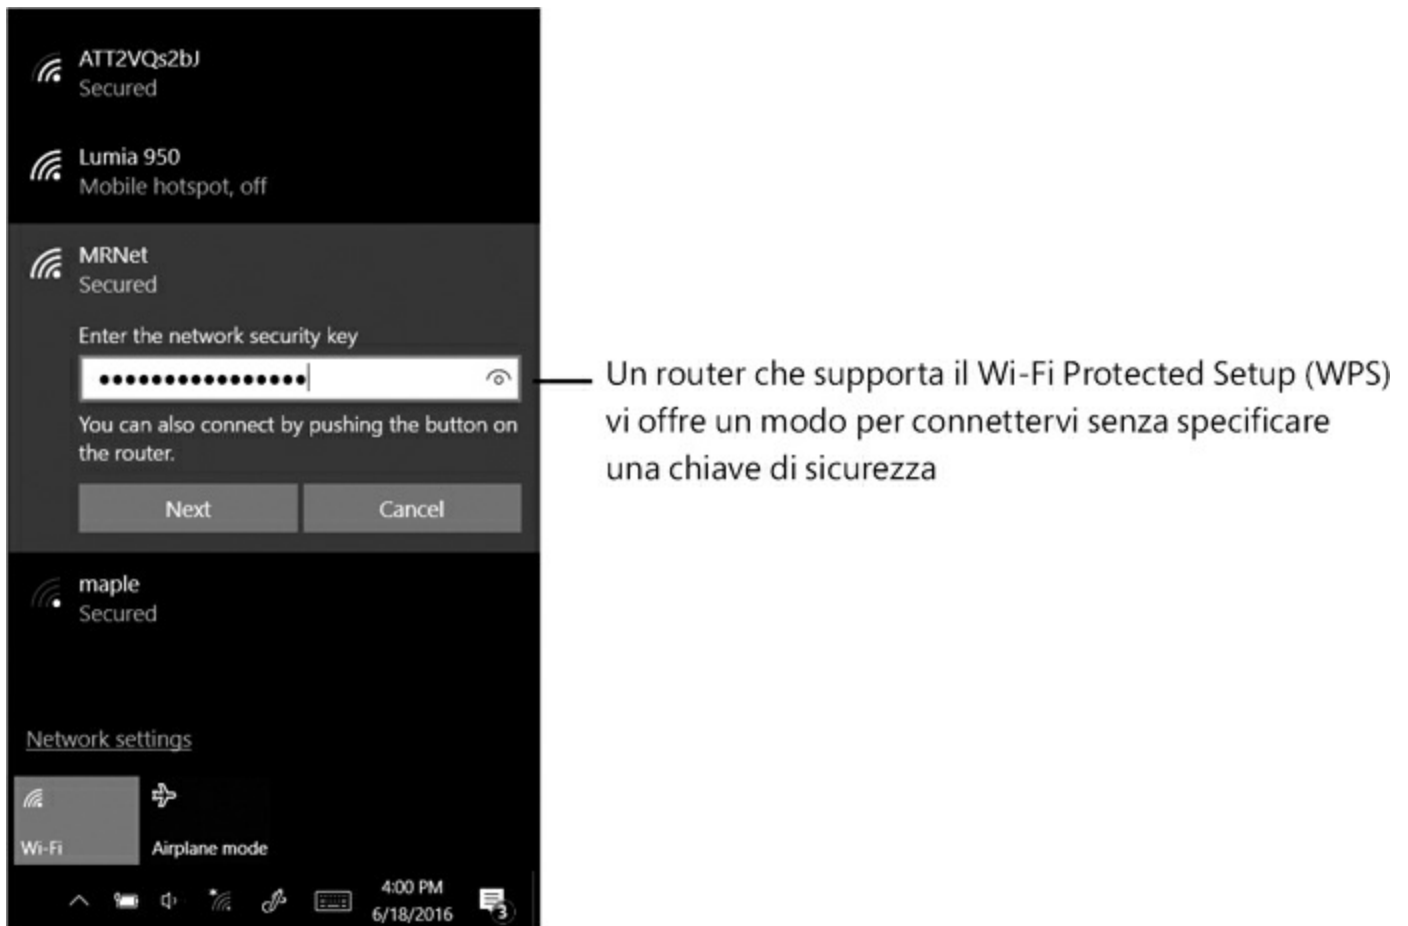 ATT2VQs2bJ
Secured
Lumia 950
Mobile hotspot, off
MRNet
Secured
Enter the network security key
••••••••••••••••
You can also connect by pushing the button on
the router.
Next
Cancel
Un router che supporta il Wi-Fi Protected Setup (WPS)
vi offre un modo per connettervi senza specificare
una chiave di sicurezza
maple
Secured
Network settings
Wi-Fi
Airplane mode
4:00 PM
6/18/2016
3